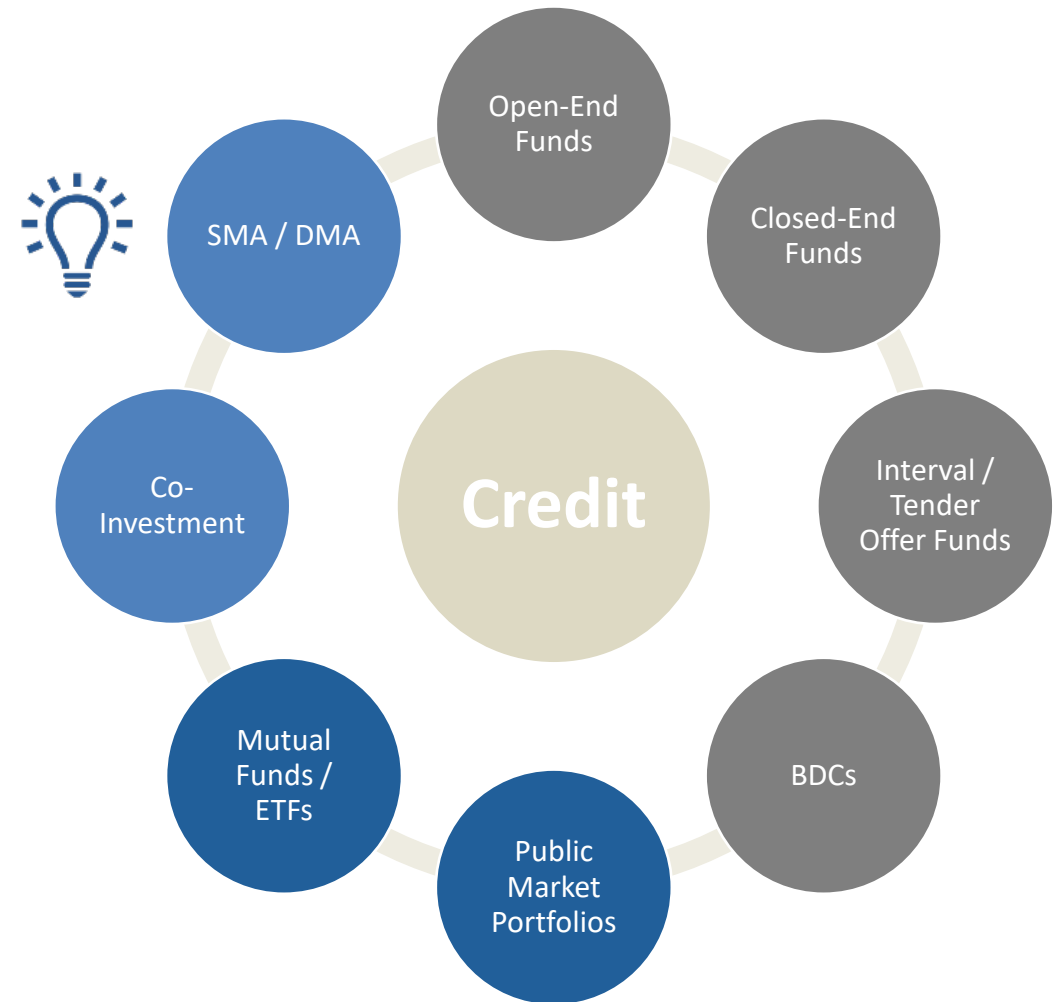 Open-End
Funds
Closed-End
Funds
Interval /
Tender
Offer Funds
BDCs
Public
Market
Portfolios
Mutual
Funds /
ETFs
Co-
Investment
SMA / DMA
Credit